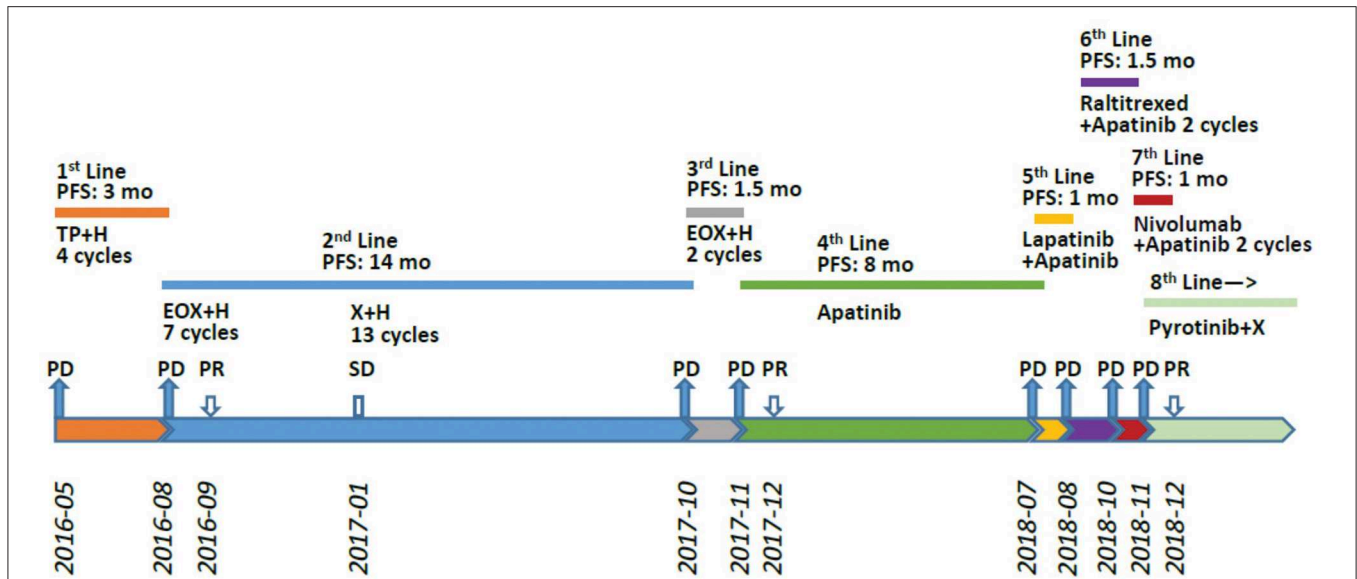 1st Line
PFS: 3 mo
TP+H
4 cycles
2nd Line
PFS: 14 mo
EOX+H
7 cycles
X+H
13 cycles
3rd Line
PFS: 1.5 mo
EOX+H
2 cycles
4th Line
PFS: 8 mo
Apatinib
5th Line
PFS: 1 mo
Lapatinib
+Apatinib
6th Line
PFS: 1.5 mo
Raltitrexed
+Apatinib 2 cycles
7th Line
PFS: 1 mo
Nivolumab
+Apatinib 2 cycles
8th Line—>
Pyrotinib+X
PD
PD
PR
SD
PD
PD
PR
PD
PD
PD
PD
PR
2016-05
2016-08
2016-09
2017-01
2017-10
2017-11
2017-12
2018-07
2018-08
2018-10
2018-11
2018-12